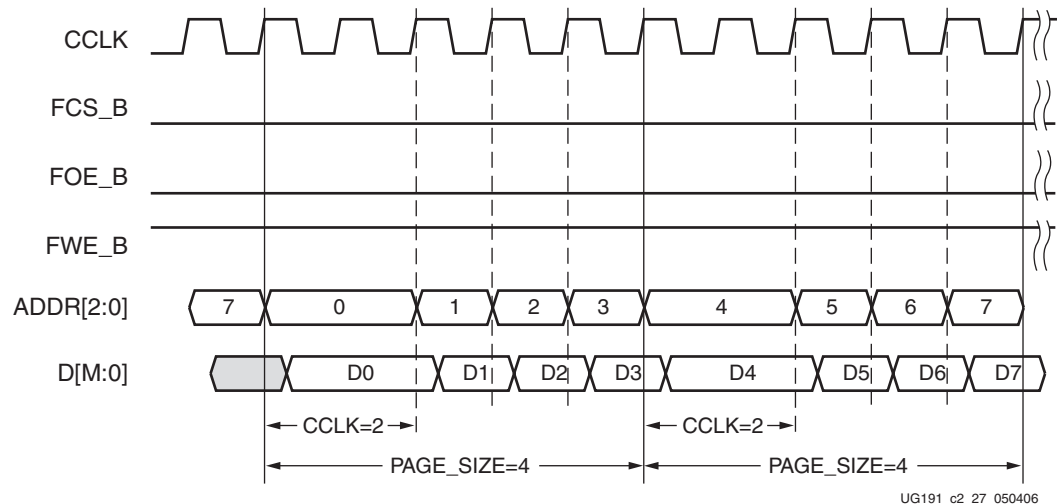 CCLK
FCS_B
FOE_B
FWE_B
ADDR[2:0] 7 0 1 2 3 4 5 6 7
D[M:0] D0 D1 D2 D3 D4 D5 D6 D7
CCLK=2 CCLK=2
PAGE_SIZE=4 PAGE_SIZE=4
UG191_c2_27_050406